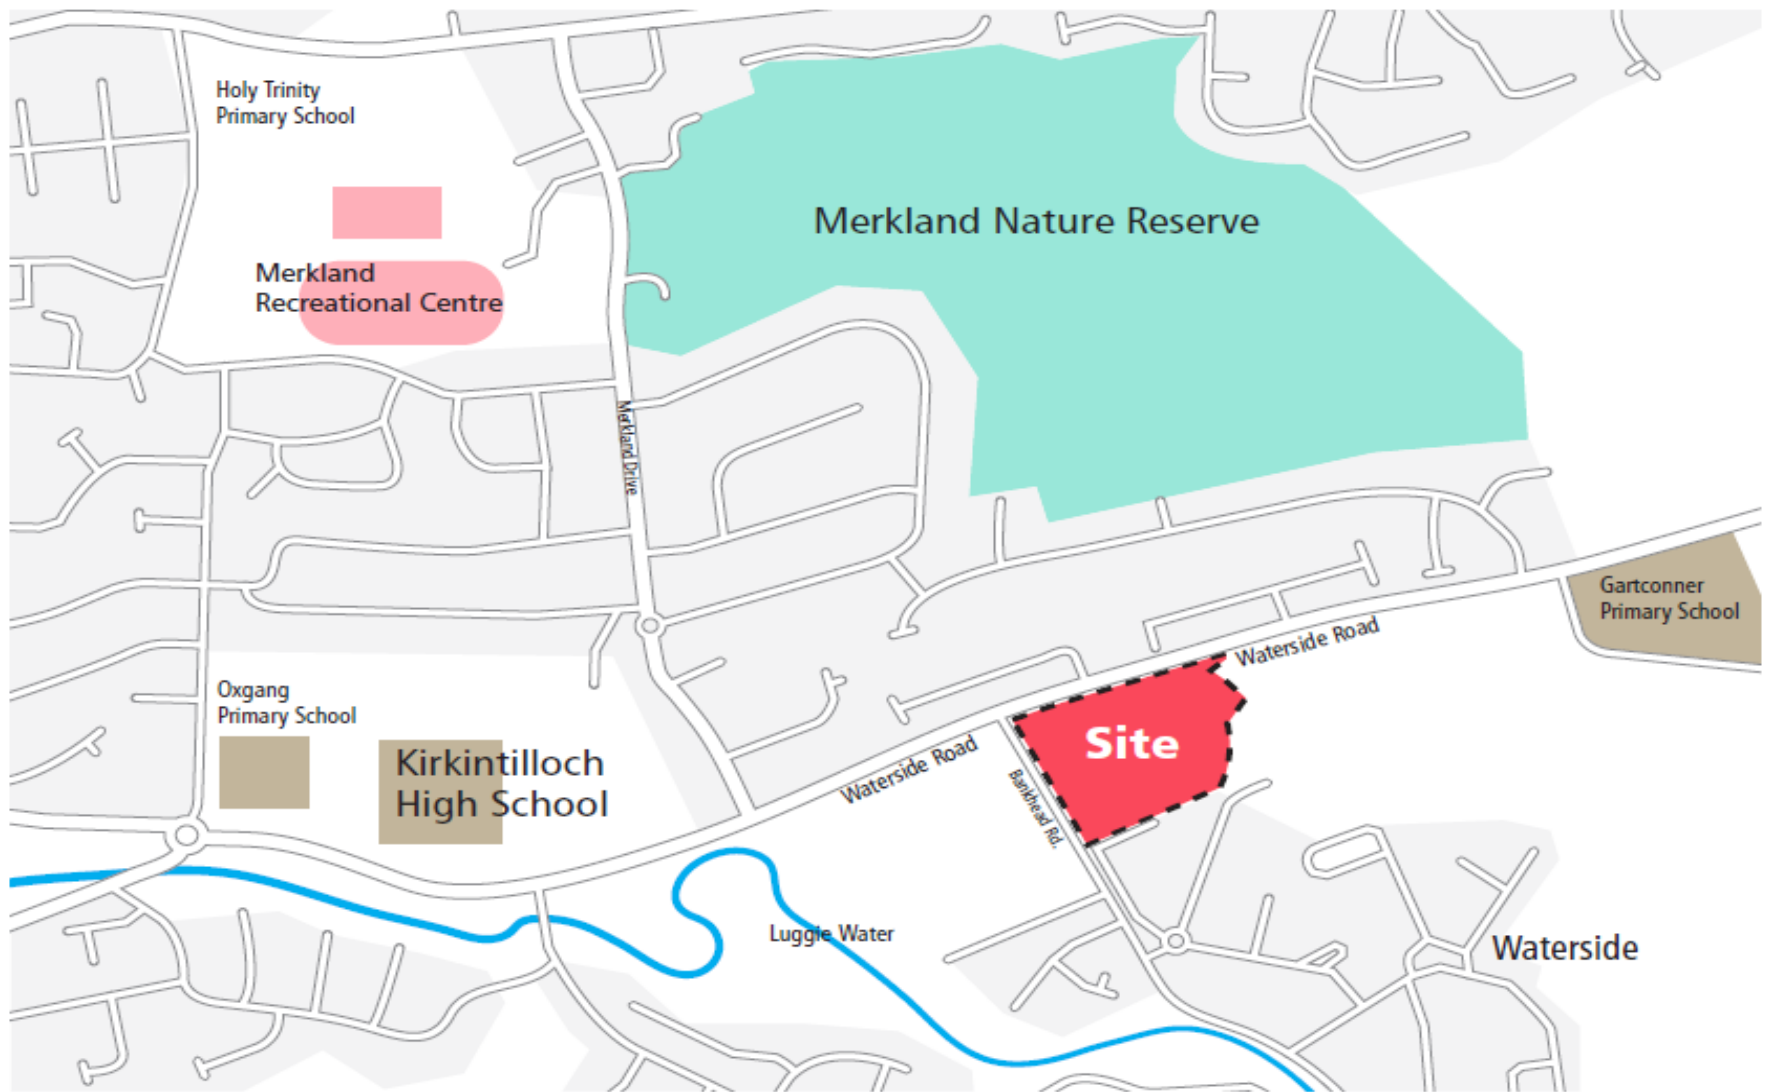 Holy Trinity
Primary School
Merkland Nature Reserve
Merkland
Recreational Centre
Merkland Drive
Gartconner
Primary School
Waterside Road
Oxgang
Primary School
Site
Kirkintilloch
High School
Waterside Road
Bankhead Rd.
Luggie Water
Waterside